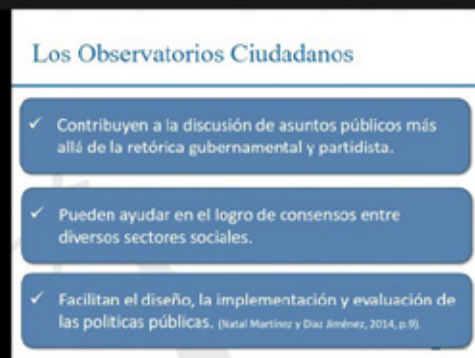 Los Observatorios Ciudadanos
✓ Contribuyen a la discusión de asuntos públicos más
allá de la retórica gubernamental y partidista.
✓ Pueden ayudar en el logro de consensos entre
diversos sectores sociales.
✓ Facilitan el diseño, la implementación y evaluación de
las políticas públicas. (Natal Martínez y Díaz Jiménez, 2014, p.9).